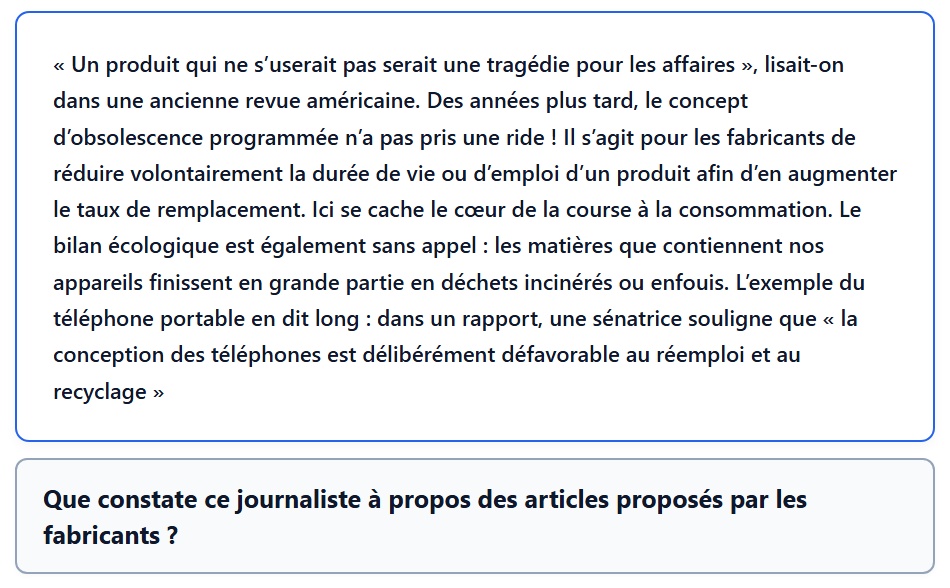 « Un produit qui ne s’userait pas serait une tragédie pour les affaires », lisait-on
dans une ancienne revue américaine. Des années plus tard, le concept
d’obsolescence programmée n’a pas pris une ride ! Il s’agit pour les fabricants de
réduire volontairement la durée de vie ou d’emploi d’un produit afin d’en augmenter
le taux de remplacement. Ici se cache le cœur de la course à la consommation. Le
bilan écologique est également sans appel : les matières que contiennent nos
appareils finissent en grande partie en déchets incinérés ou enfouis. L’exemple du
téléphone portable en dit long : dans un rapport, une sénatrice souligne que « la
conception des téléphones est délibérément défavorable au réemploi et au
recyclage »
Que constate ce journaliste à propos des articles proposés par les
fabricants ?